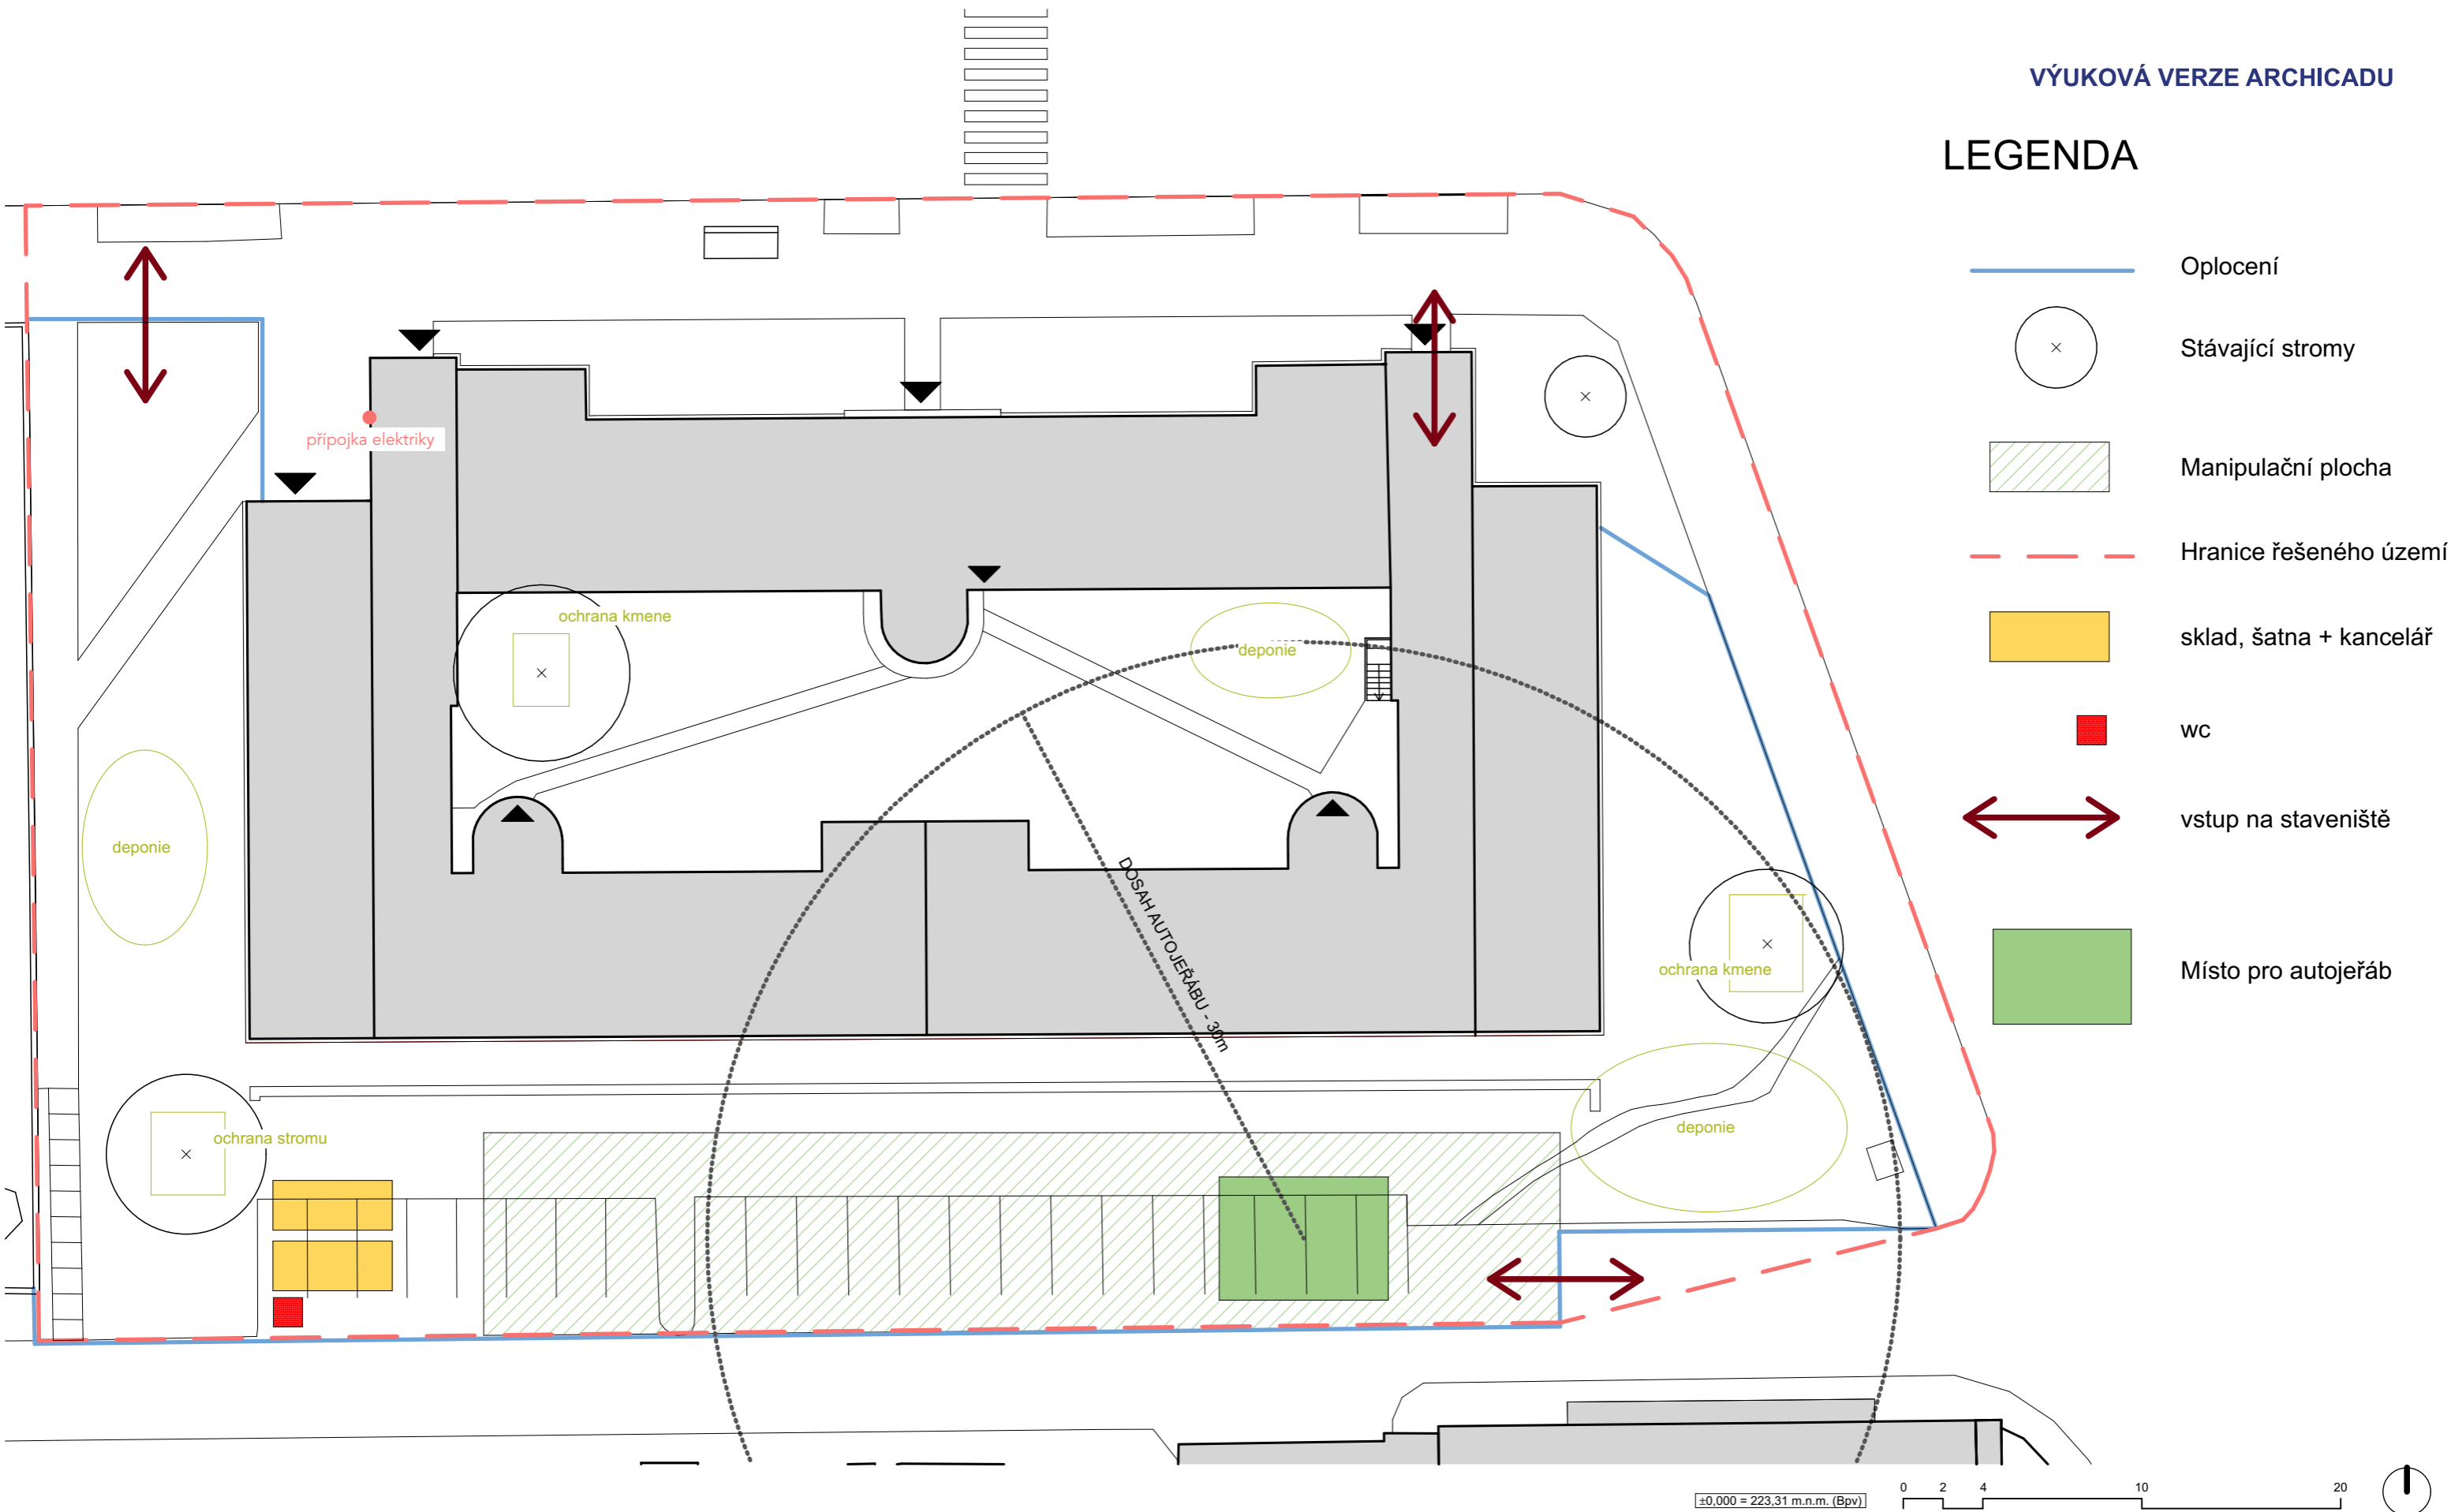 VÝUKOVÁ VERZE ARCHICADU
LEGENDA
Oplocení
Stávající stromy
Manipulační plocha
Hranice řešeného území
sklad, šatna + kancelář
wc
vstup na staveniště
Místo pro autojeřáb
přípojka elektriky
ochrana kmene
deponie
deponie
DOSAH AUTOJEŘÁBU - 30m
ochrana kmene
deponie
ochrana stromu
±0,000 = 223,31 m.n.m. (Bpv)
0 2 4 10 20